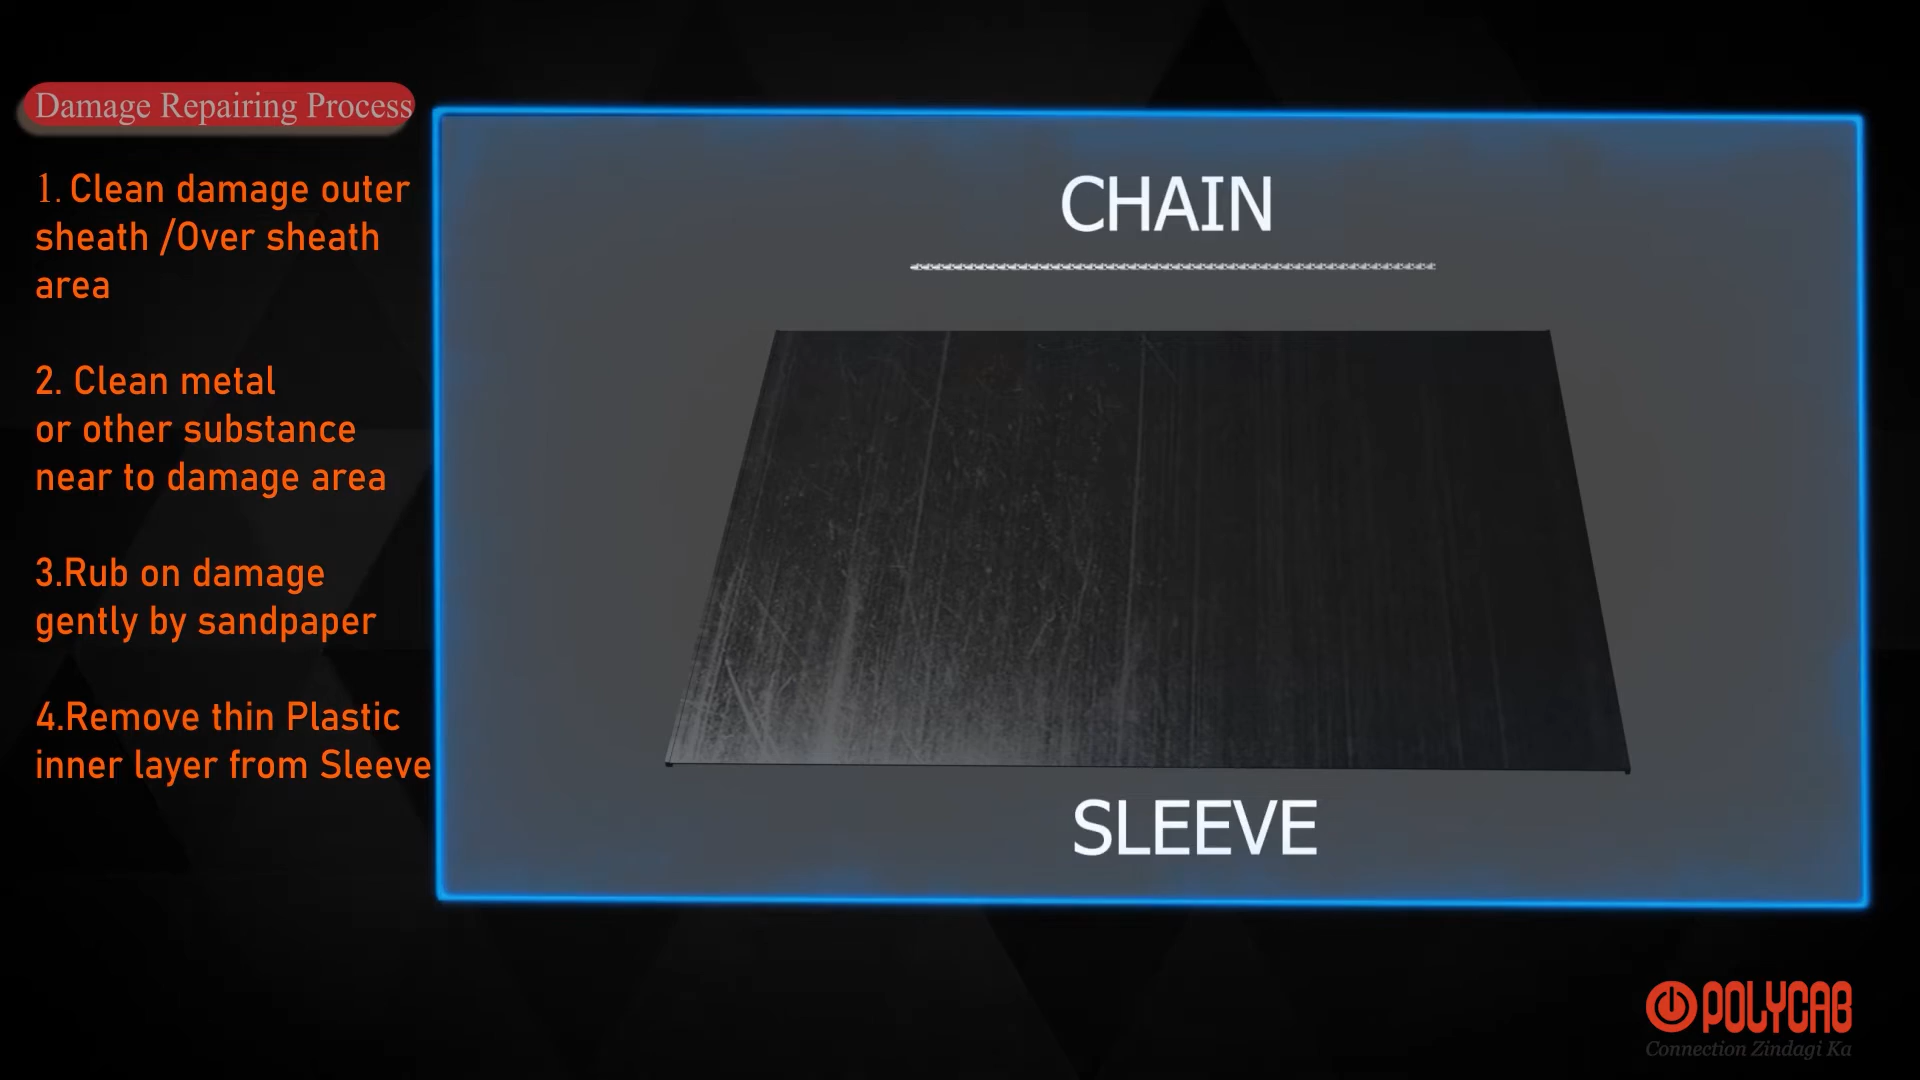 Damage Repairing Process
1. Clean damage outer
sheath /Over sheath
area
2. Clean metal
or other substance
near to damage area
3.Rub on damage
gently by sandpaper
4.Remove thin Plastic
inner layer from Sleeve
CHAIN
SLEEVE
POLYCAB
Connection Zindagi Ka